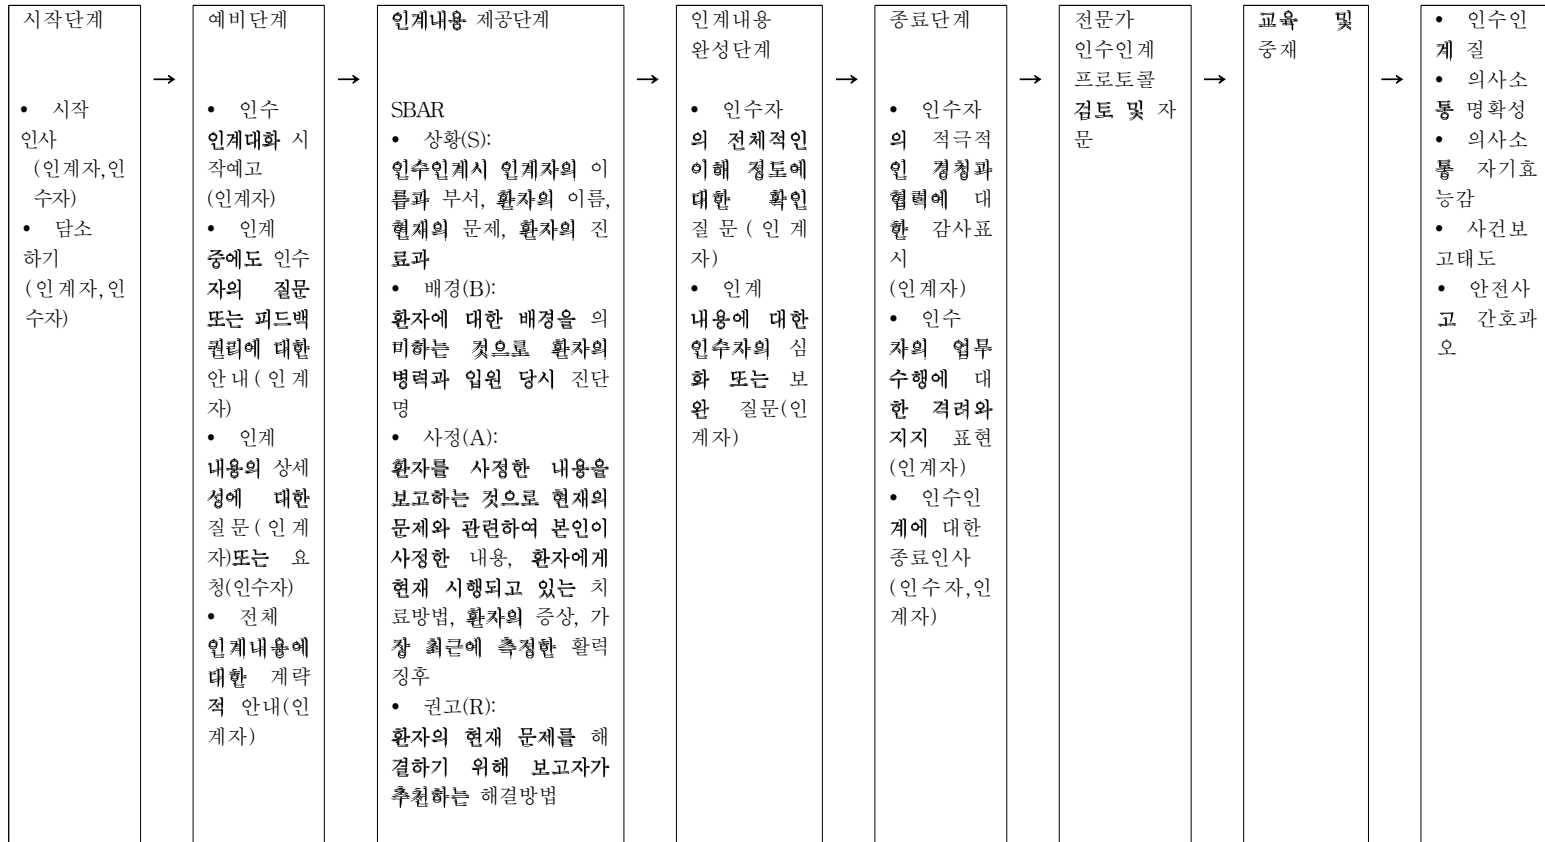 시작단계
• 시작
인사
(인계자,인
수자)
• 담소
하기
(인계자,인
수자)
→
예비단계
• 인수
인계대화 시
작예고
(인계자)
• 인계
중에도 인수
자의 질문
또는 피드백
권리에 대한
안내(인계
자)
• 인계
내용의 상세
성에 대한
질문(인계
자)또는 요
청(인수자)
• 전체
인계내용에
대한 계략
적 안내(인
계자)
→
인계내용 제공단계
SBAR
• 상황(S):
인수인계시 인계자의 이
름과 부서, 환자의 이름,
현재의 문제, 환자의 진
료과
• 배경(B):
환자에 대한 배경을 의
미하는 것으로 환자의
병력과 입원 당시 진단
명
• 사정(A):
환자를 사정한 내용을
보고하는 것으로 현재의
문제와 관련하여 본인이
사정한 내용, 환자에게
현재 시행되고 있는 치
료방법, 환자의 증상, 가
장 최근에 측정한 활력
징후
• 권고(R):
환자의 현재 문제를 해
결하기 위해 보고자가
추천하는 해결방법
→
인계내용
완성단계
• 인수자
의 전체적인
이해 정도에
대한 확인
질문(인계
자)
• 인계
내용에 대한
인수자의 심
화 또는 보
완 질문(인
계자)
→
종료단계
• 인수자
의 적극적
인 경청과
협력에 대
한 감사표
시
(인계자)
• 인수
자의 업무
수행에 대
한 격려와
지지 표현
(인계자)
• 인수인
계에 대한
종료인사
(인수자,인
계자)
→
전문가
인수인계
프로토콜
검토 및 자
문
→
교육 및
중재
→
• 인수인
계 질
• 의사소
통 명확성
• 의사소
통 자기효
능감
• 사건보
고태도
• 안전사
고 간호과
오